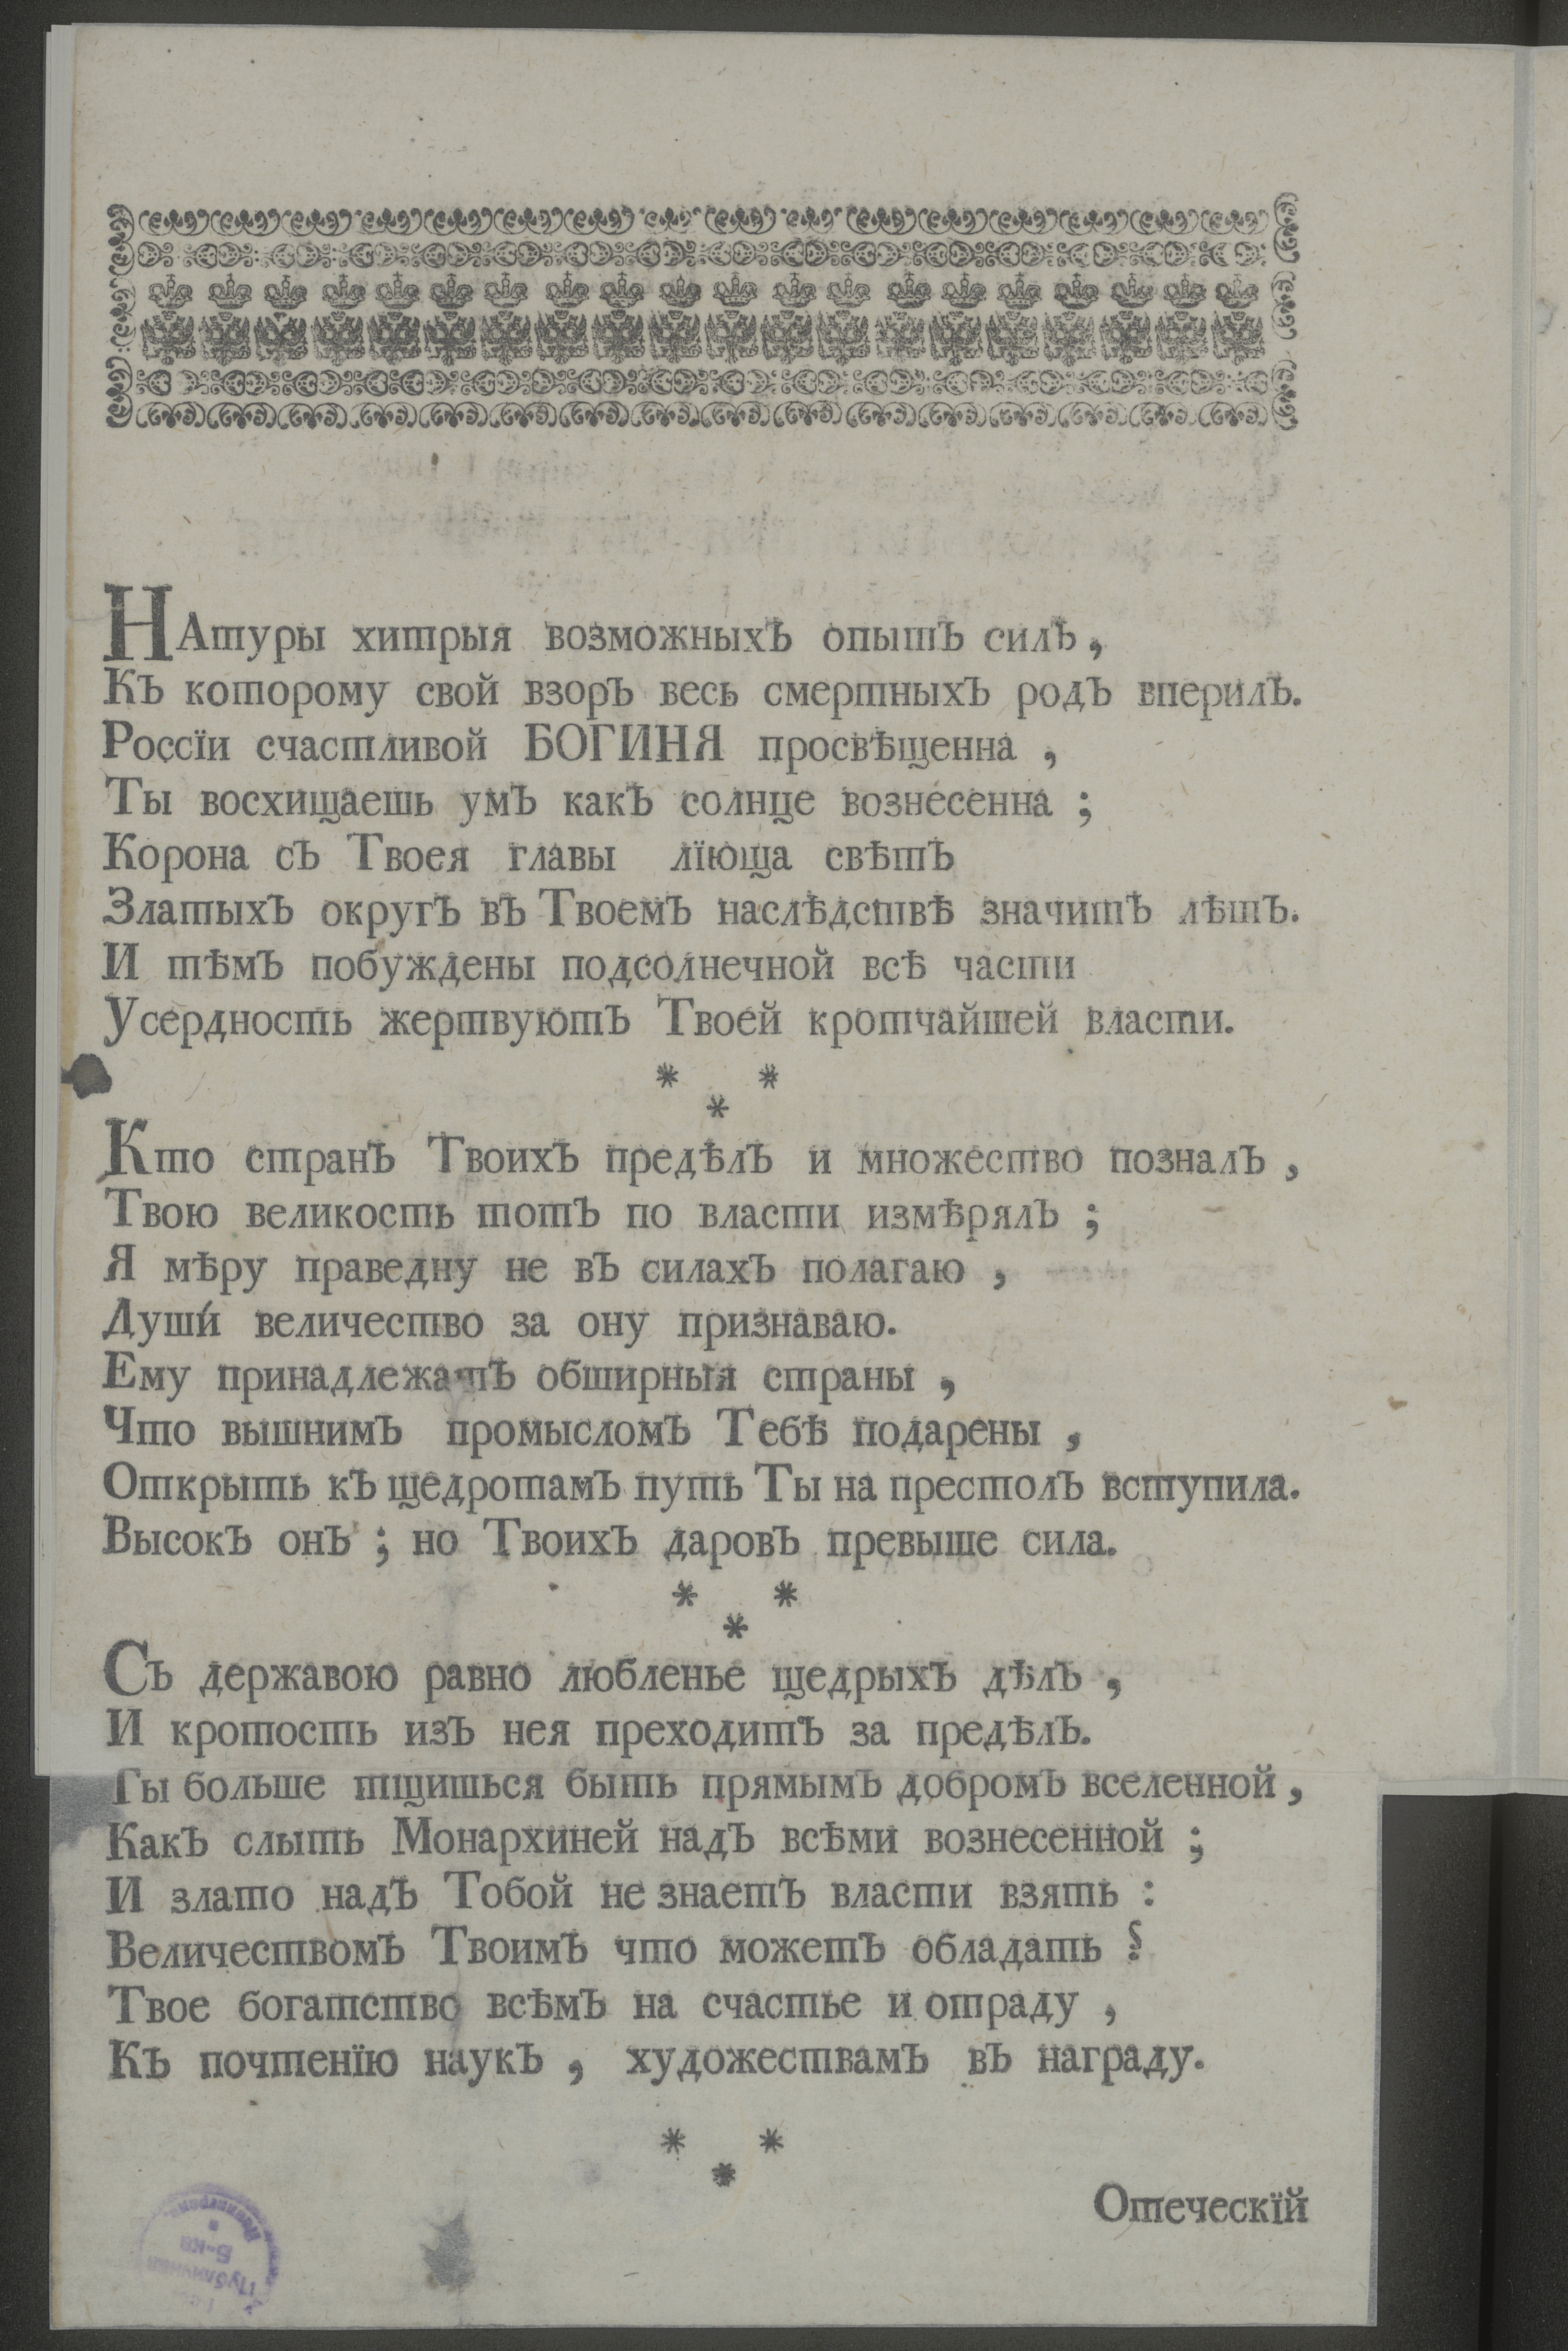 НАтуры хитрыя возможныхЪ опытЪ силЪ,
КЪ которому свой взорЪ весь смертныхЪ родЪ вперилЪ.
Россїи счастливой БОГИНЯ просвѣщенна ,
Ты восхищаешь умЪ какЪ солнце вознесенна ;
Корона сЪ Твоея главы лїюща свѣтЪ
ЗлатыхЪ округЪ вЪ ТвоемЪ наслѣдствѣ значитЪ лѣтЪ.
И тѣмЪ побуждены подсолнечной всѣ части
Усердность жертвуютЪ Твоей кротчайшей власти.
* *
*
Кто странЪ ТвоихЪ предѣлЪ и множество позналЪ ,
Твою великость тотЪ по власти измѣрялЪ ;
Я мѣру праведну не вЪ силахЪ полагаю ,
Души́ величество за ону признаваю.
Ему принадлежатЪ обширныя страны ,
Что вышнимЪ промысломЪ Тебѣ подарены ,
Открыть кЪ щедротамЪ путь Ты на престолЪ вступила.
ВысокЪ онЪ ; но ТвоихЪ даровЪ превыше сила.
* *
*
СЪ державою равно любленье щедрыхЪ дѣлЪ ,
И кротость изЪ нея преходитЪ за предѣлЪ.
Ты больше тщишься быть прямымЪ добромЪ вселенной ,
КакЪ слыть Монархиней надЪ всѣми вознесенной ;
И злато надЪ Тобой не знаетЪ власти взять :
ВеличествомЪ ТвоимЪ что можетЪ обладать ?
Твое богатство всѣмЪ на счастье и отраду ,
КЪ почтенїю наукЪ , художествамЪ вЪ награду.
* *
*
Отеческїй
Публичная
Б-ка